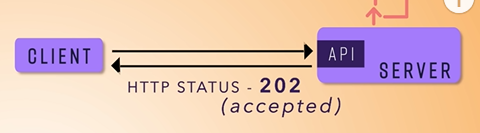 CLIENT
API
SERVER
HTTP STATUS - 202
(accepted)